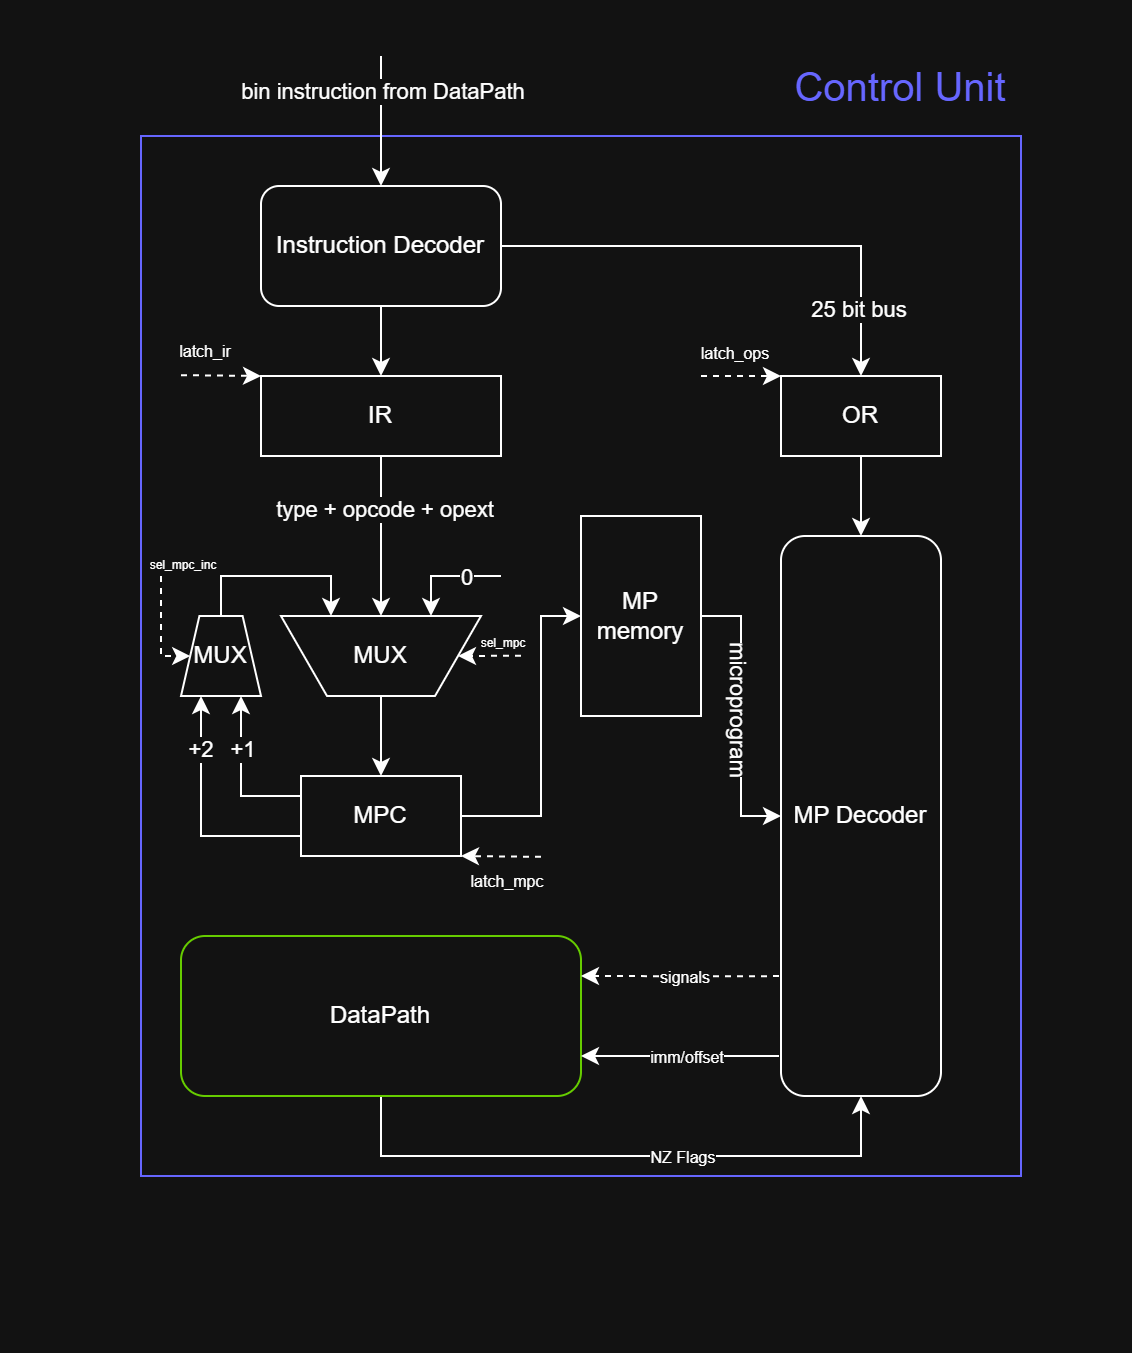 Control Unit
bin instruction from DataPath
Instruction Decoder
25 bit bus
latch_ir
latch_ops
IR
OR
type + opcode + opext
sel_mpc_inc
0
MP
memory
sel_mpc
MUX
MUX
microprogram
+2
+1
MPC
MP Decoder
latch_mpc
signals
DataPath
imm/offset
NZ Flags